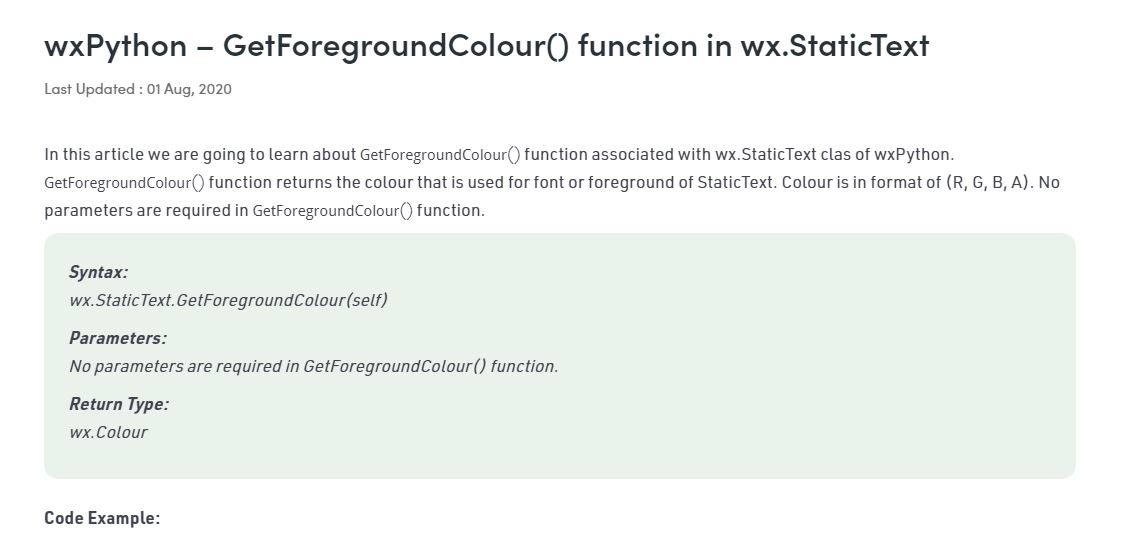 wxPython – GetForegroundColour() function in wx.StaticText
Last Updated : 01 Aug, 2020
In this article we are going to learn about GetForegroundColour() function associated with wx.StaticText clas of wxPython.
GetForegroundColour() function returns the colour that is used for font or foreground of StaticText. Colour is in format of (R, G, B, A). No
parameters are required in GetForegroundColour() function.
Syntax:
wx.StaticText.GetForegroundColour(self)
Parameters:
No parameters are required in GetForegroundColour() function.
Return Type:
wx.Colour
Code Example: